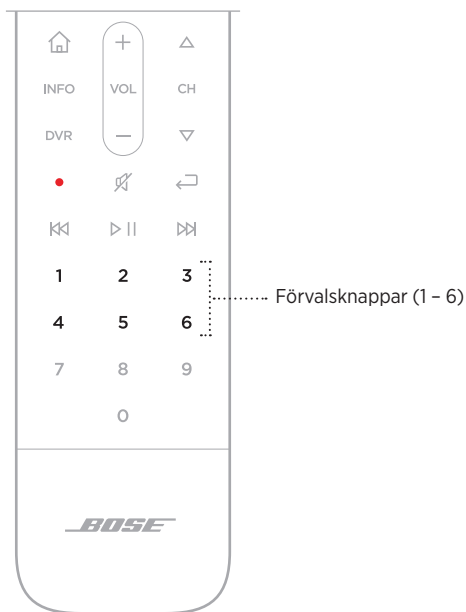 INFO VOL CH
DVR
1 2 3
Förvalsknappar (1 – 6)
4 5 6
7 8 9
0
BOSE